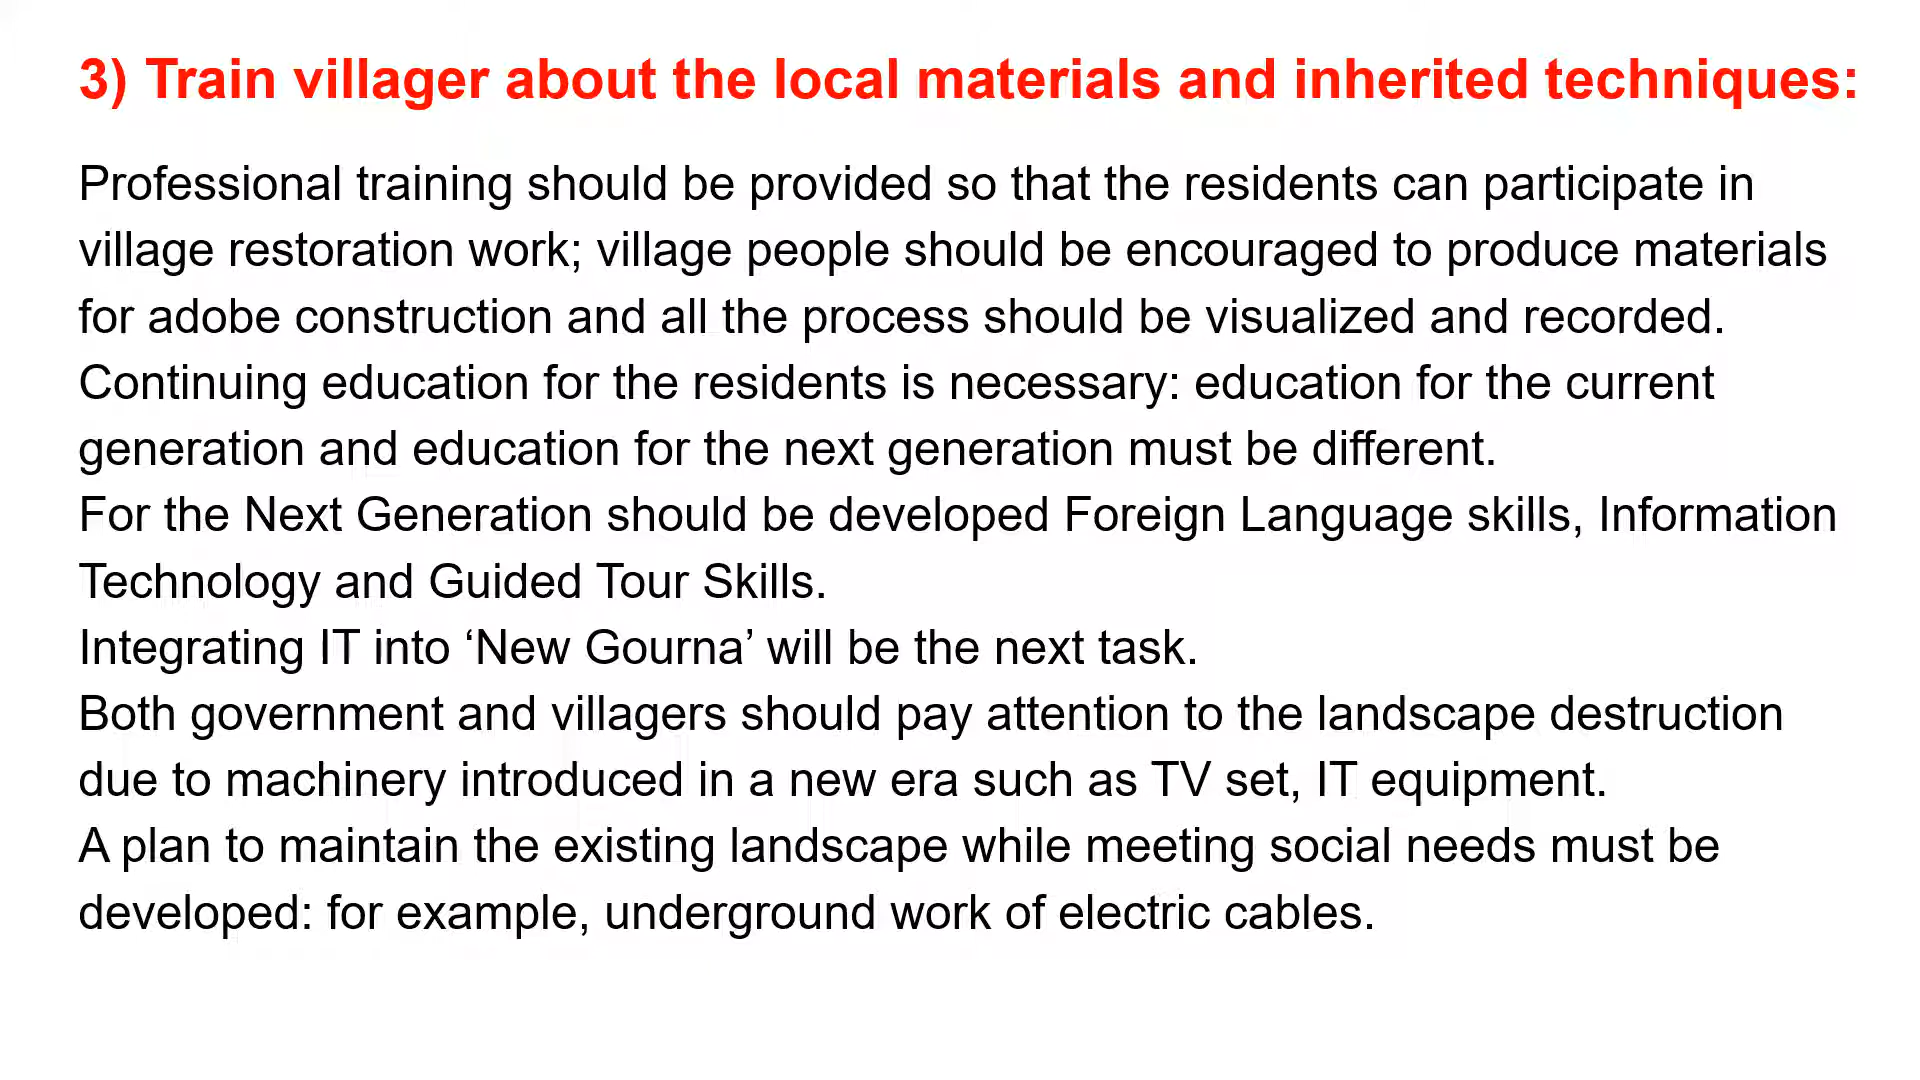 3) Train villager about the local materials and inherited techniques:
Professional training should be provided so that the residents can participate in
village restoration work; village people should be encouraged to produce materials
for adobe construction and all the process should be visualized and recorded.
Continuing education for the residents is necessary: education for the current
generation and education for the next generation must be different.
For the Next Generation should be developed Foreign Language skills, Information
Technology and Guided Tour Skills.
Integrating IT into ‘New Gourna’ will be the next task.
Both government and villagers should pay attention to the landscape destruction
due to machinery introduced in a new era such as TV set, IT equipment.
A plan to maintain the existing landscape while meeting social needs must be
developed: for example, underground work of electric cables.